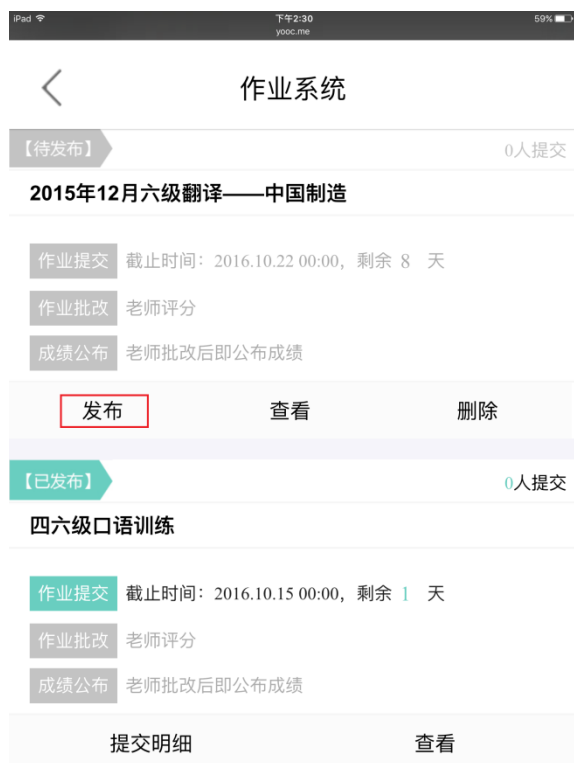 iPad 下午2:30 59%
yooc.me
作业系统
【待发布】 0人提交
2015年12月六级翻译——中国制造
作业提交 截止时间：2016.10.22 00:00，剩余 8 天
作业批改 老师评分
成绩公布 老师批改后即公布成绩
发布 查看 删除
【已发布】 0人提交
四六级口语训练
作业提交 截止时间：2016.10.15 00:00，剩余 1 天
作业批改 老师评分
成绩公布 老师批改后即公布成绩
提交明细 查看